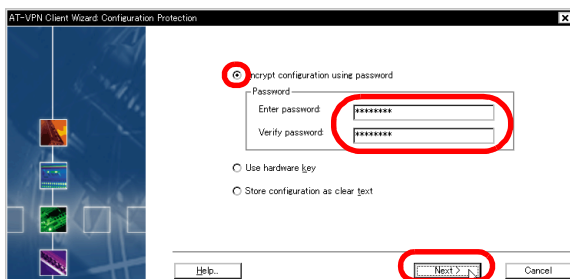 AT-VPN Client Wizard: Configuration Protection
ncrypt configuration using password
Password
Enter password:
********
Verify password:
********
Use hardware key
Store configuration as clear text
Help..
Next >
Cancel